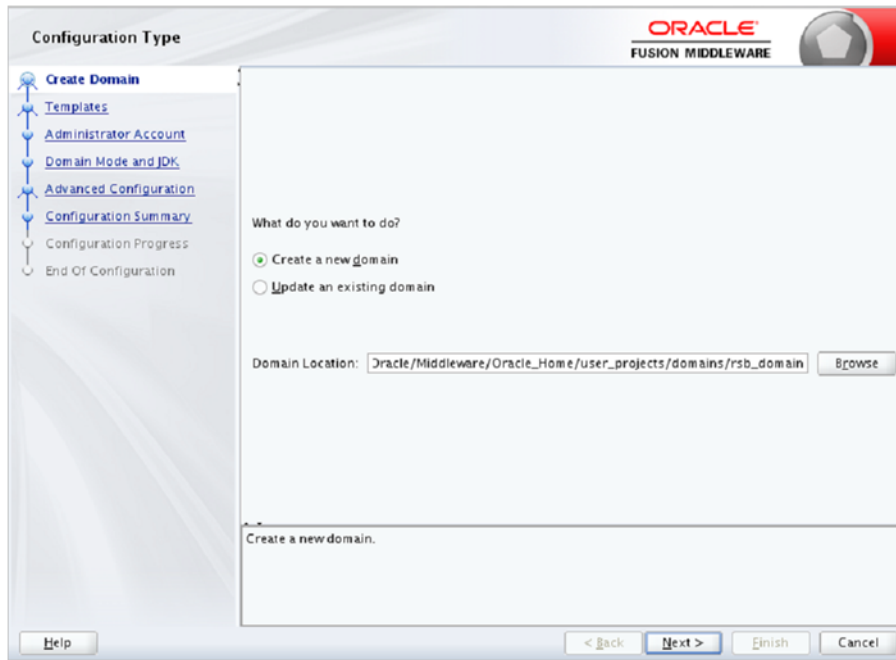 Configuration Type
ORACLE
FUSION MIDDLEWARE
Create Domain
Templates
Administrator Account
Domain Mode and JDK
Advanced Configuration
Configuration Summary
Configuration Progress
End Of Configuration
What do you want to do?
Create a new domain
Update an existing domain
Domain Location: Oracle/Middleware/Oracle_Home/user_projects/domains/rsb_domain Browse
Create a new domain.
Help < Back Next > Finish Cancel